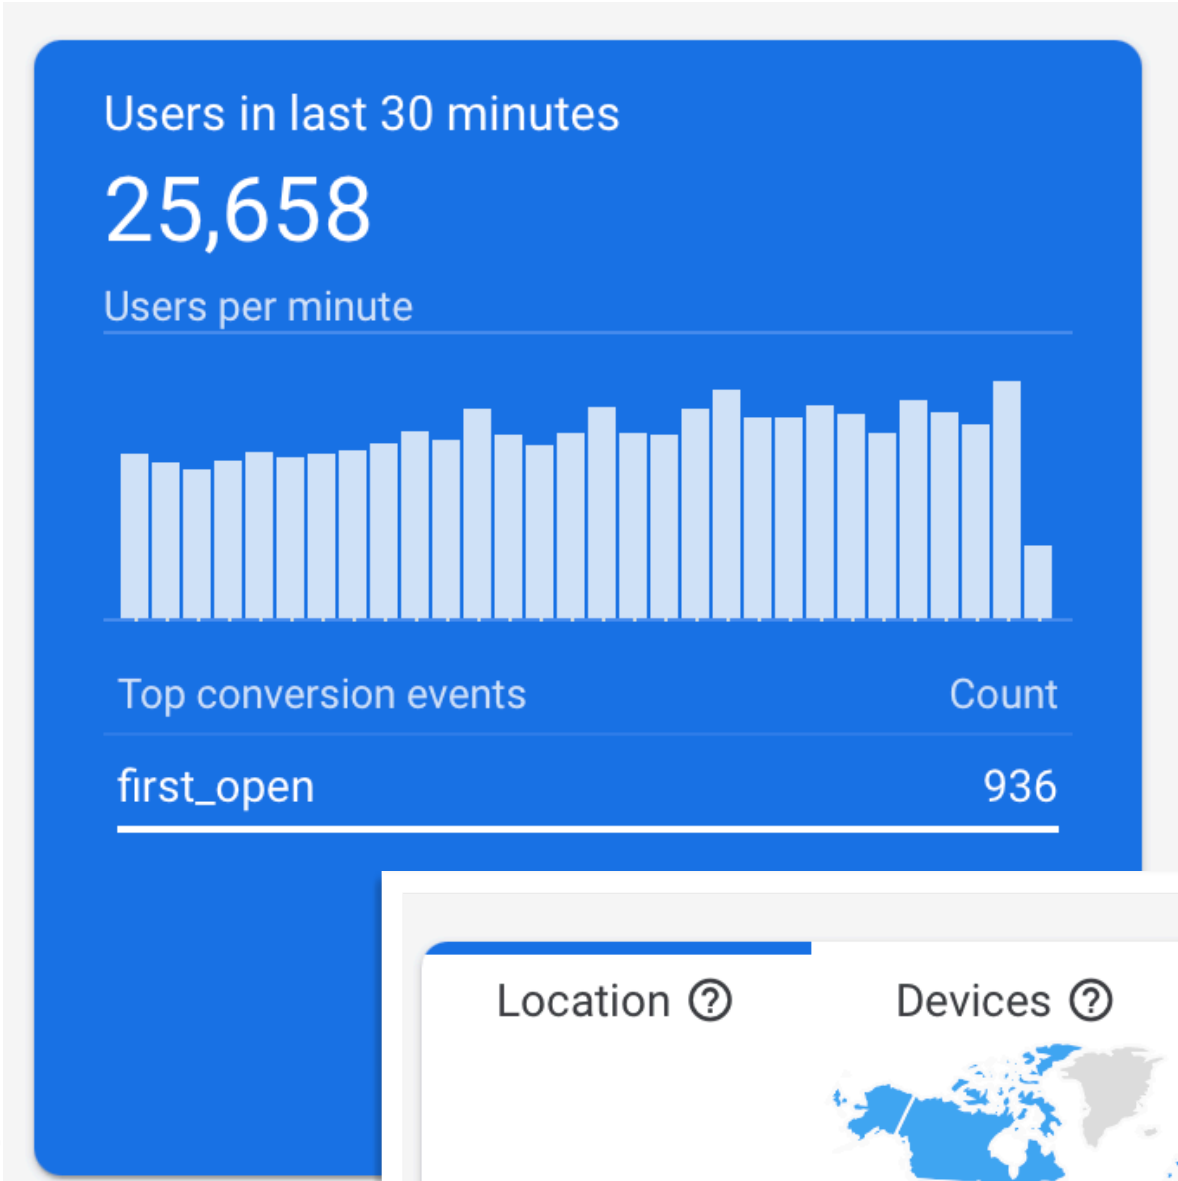 Users in last 30 minutes
25,658
Users per minute
Top conversion events Count
first_open 936
Location ?
Devices ?